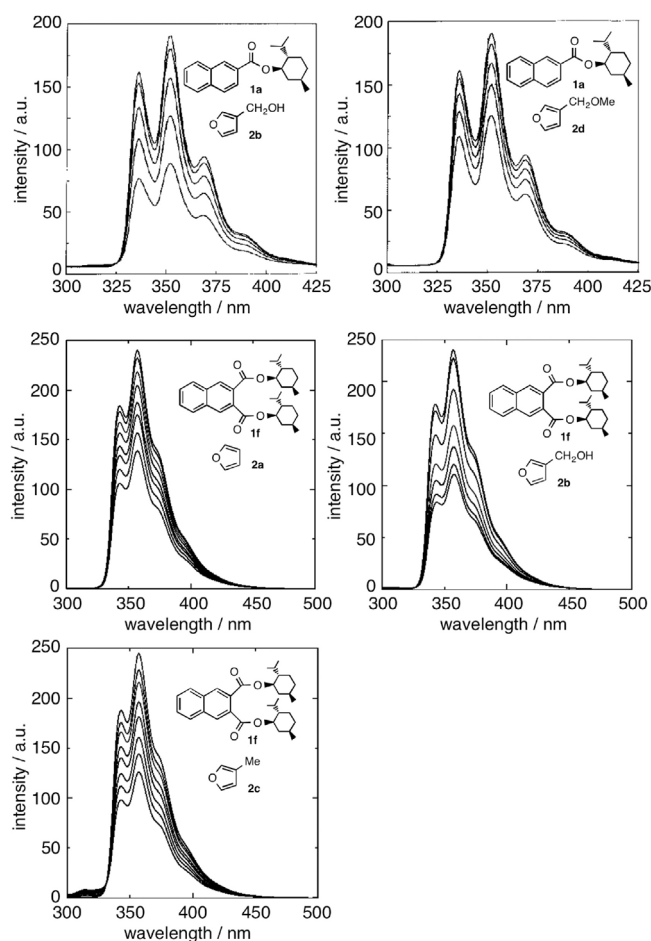 200
150
100
50
0
intensity / a.u.
O
O
1a
CH₂OH
O
2b
300 325 350 375 400 425
wavelength / nm
200
150
100
50
0
intensity / a.u.
O
O
1a
CH₂OMe
O
2d
300 325 350 375 400 425
wavelength / nm
250
200
150
100
50
0
intensity / a.u.
O
O
O
O
1f
O
2a
300 350 400 450 500
wavelength / nm
250
200
150
100
50
0
intensity / a.u.
O
O
O
O
1f
CH₂OH
O
2b
300 350 400 450 500
wavelength / nm
250
200
150
100
50
0
intensity / a.u.
O
O
O
O
1f
Me
O
2c
300 350 400 450 500
wavelength / nm